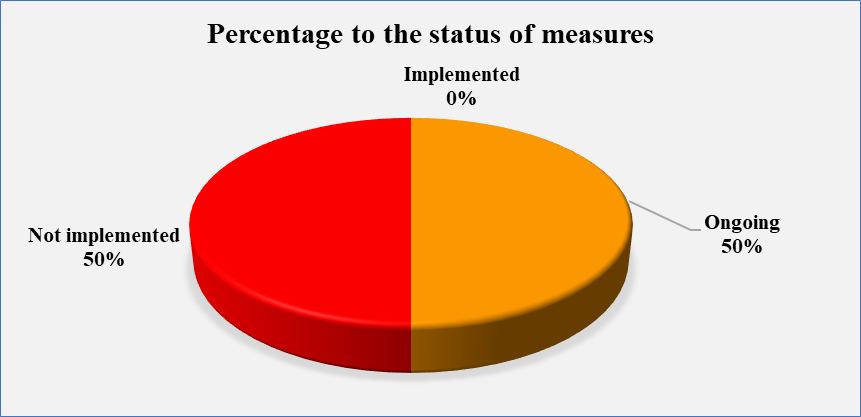 Percentage to the status of measures
Implemented
0%
Ongoing
50%
Not implemented
50%